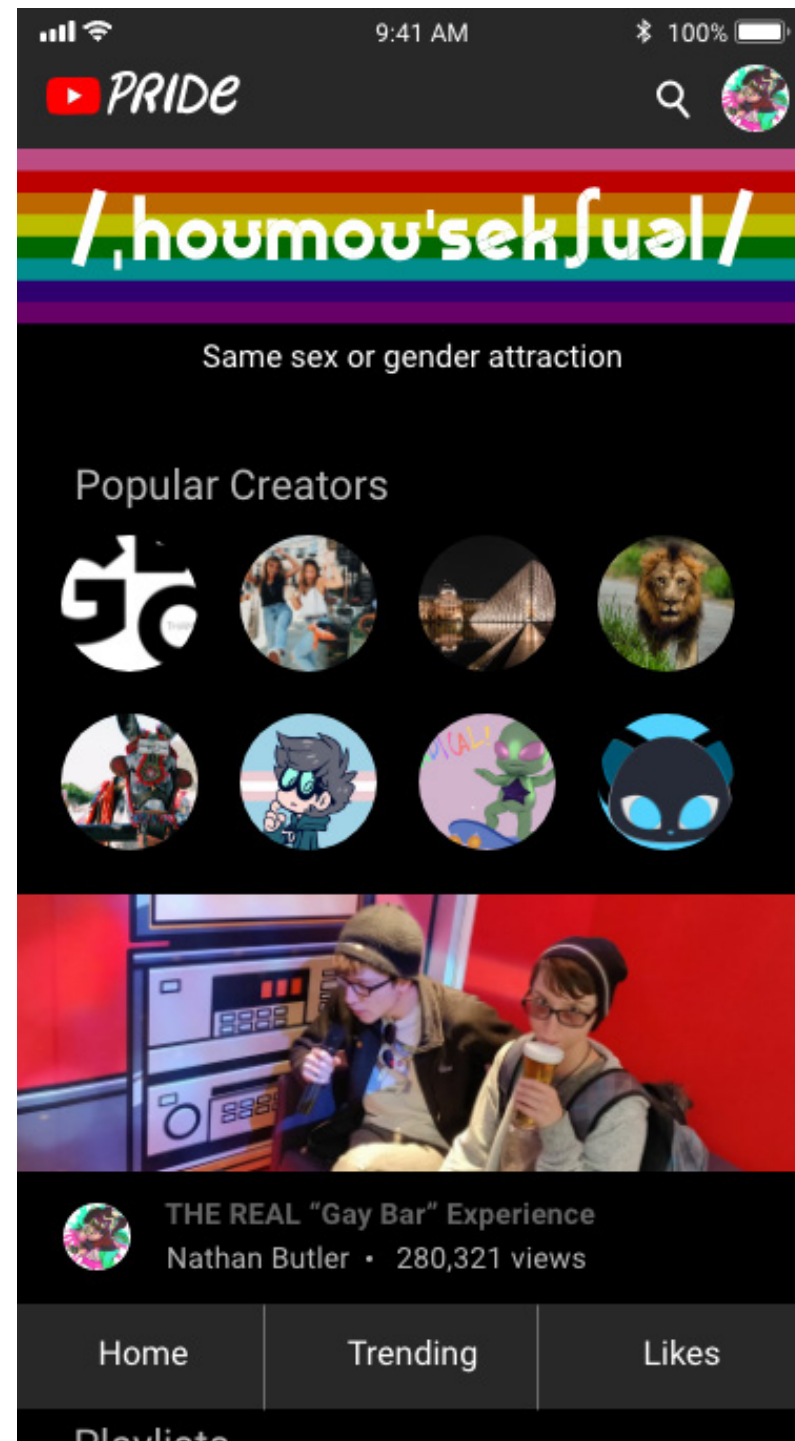 9:41 AM
100%
PRIDE
/ˌhoʊmoʊˈsekʃuəl/
Same sex or gender attraction
Popular Creators
THE REAL “Gay Bar” Experience
Nathan Butler • 280,321 views
Home
Trending
Likes
Playlists